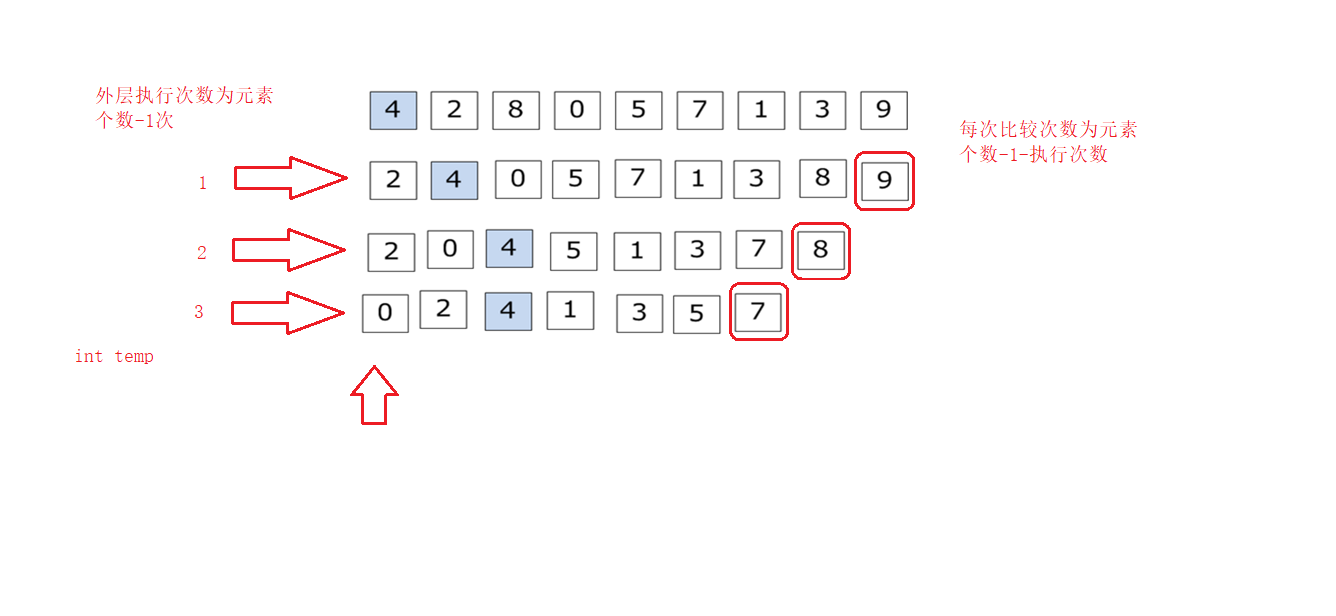 外层执行次数为元素
个数-1次
4 2 8 0 5 7 1 3 9
每次比较次数为元素
个数-1-执行次数
1 2 4 0 5 7 1 3 8 9
2 2 0 4 5 1 3 7 8
3 0 2 4 1 3 5 7
int temp